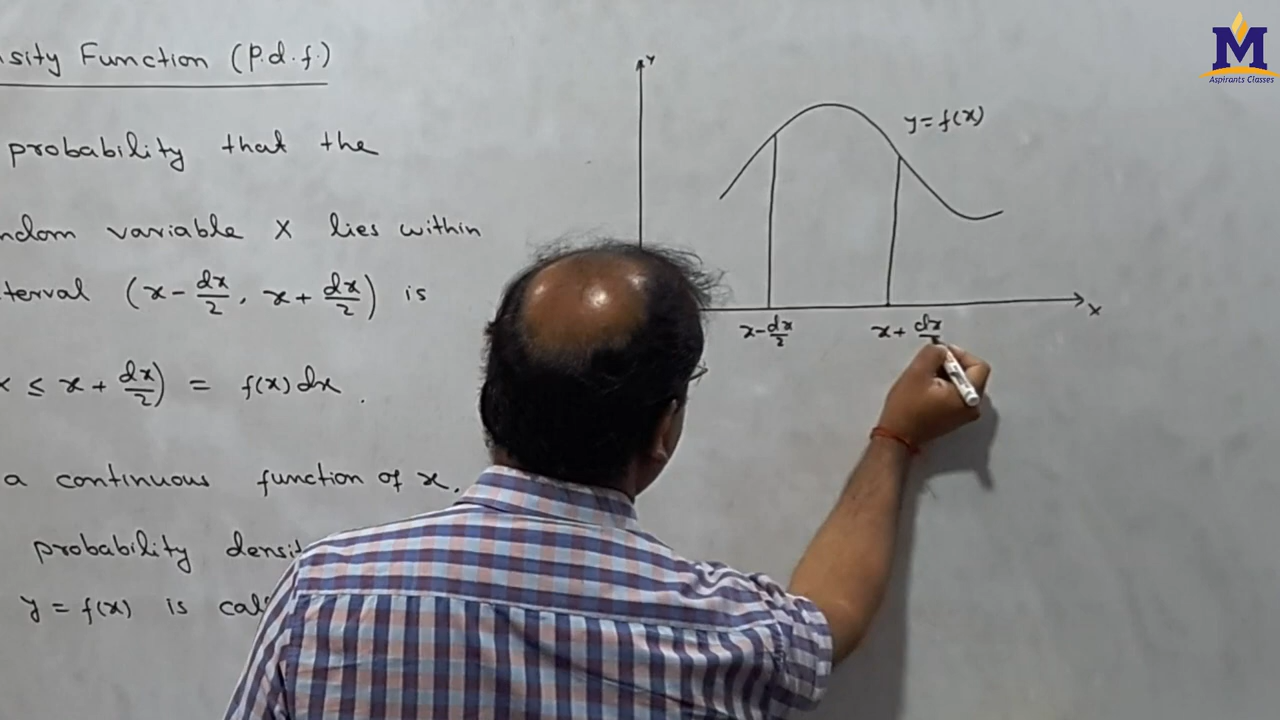 sity Function (P.d.f.)
probability that the
ndom variable X lies within
terval (x - dx/2, x + dx/2) is
≤ x + dx/2) = f(x) dx.
a continuous function of x.
probability densit
y = f(x) is cal
Y
y = f(x)
X
x - dx/2
x + dx/2
M
Aspirants Classes